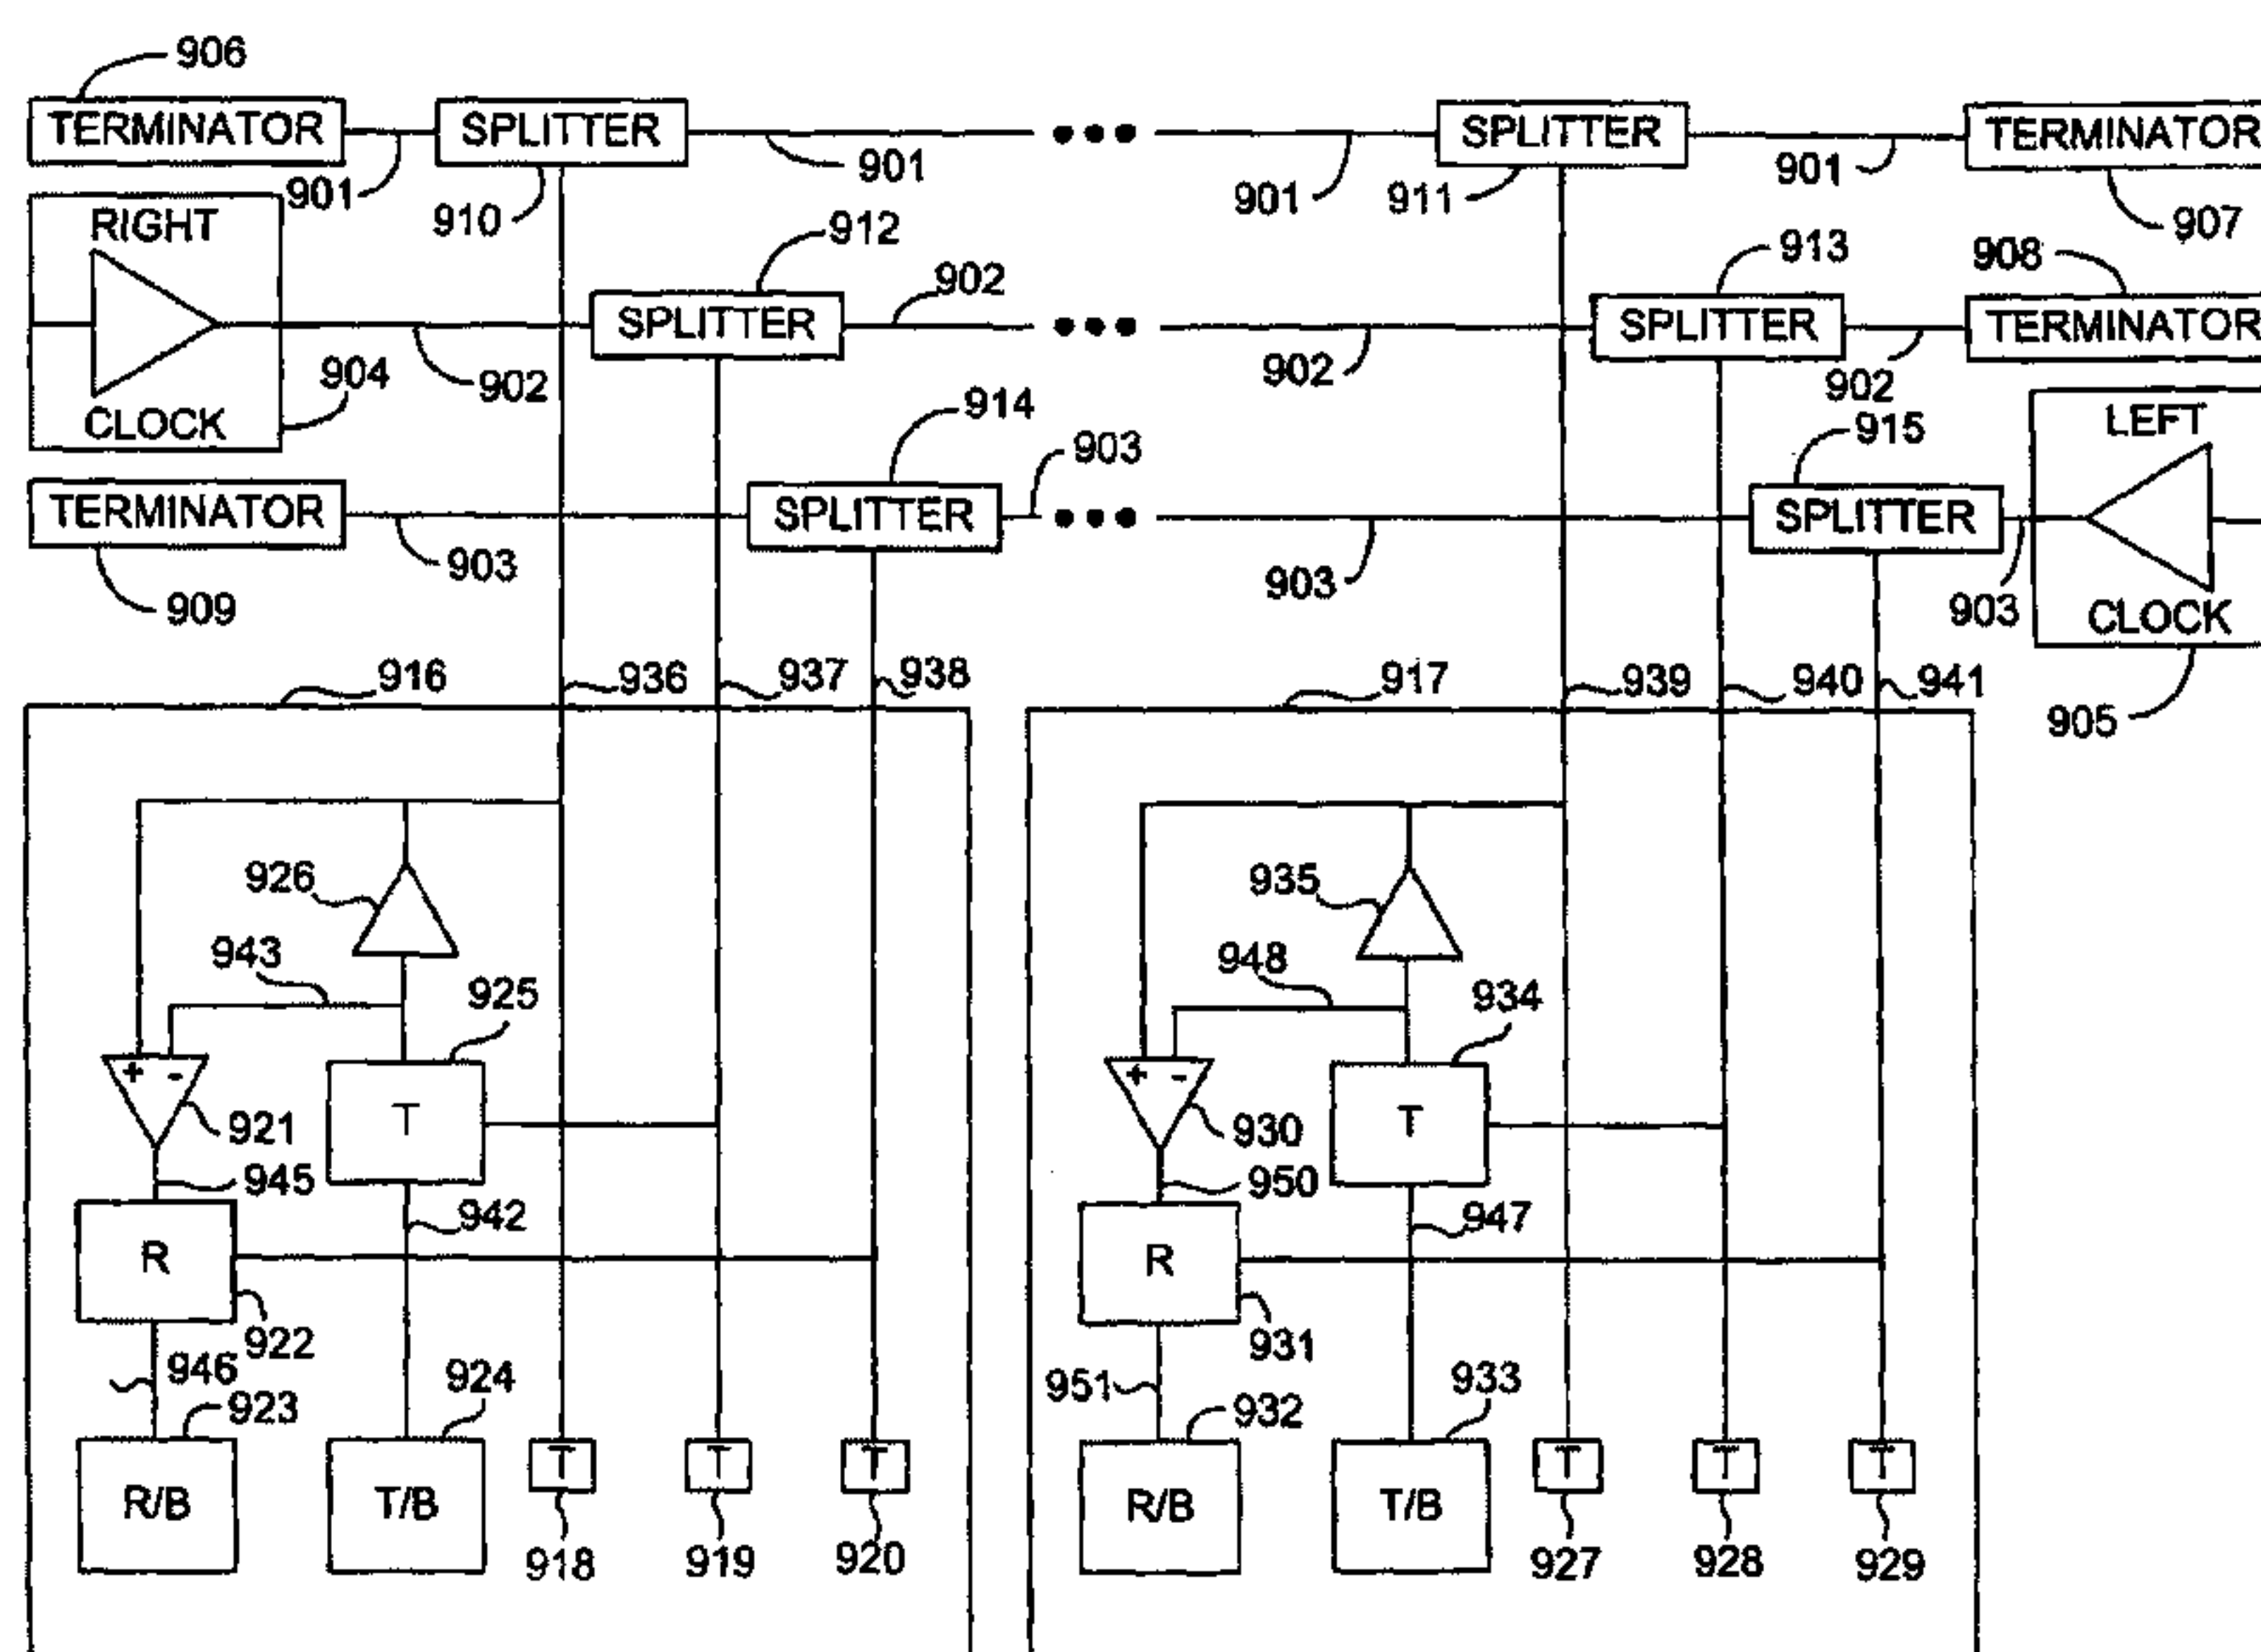 906
TERMINATOR SPLITTER SPLITTER TERMINATOR
901 910 901 901 911 901 907
RIGHT
CLOCK
904
902
912
SPLITTER
902
902
913
SPLITTER
902
908
TERMINATOR
914
903
915
LEFT
CLOCK
905
TERMINATOR SPLITTER SPLITTER
903
909
903
903
916 936 937 938 917 939 940 941
926
943
925
+ -
921
T
945
942
R
922
946
923
924
R/B T/B T T T
918 919 920
935
948
934
+ -
930
T
950
947
R
931
951
932
933
R/B T/B T T T
927 928 929